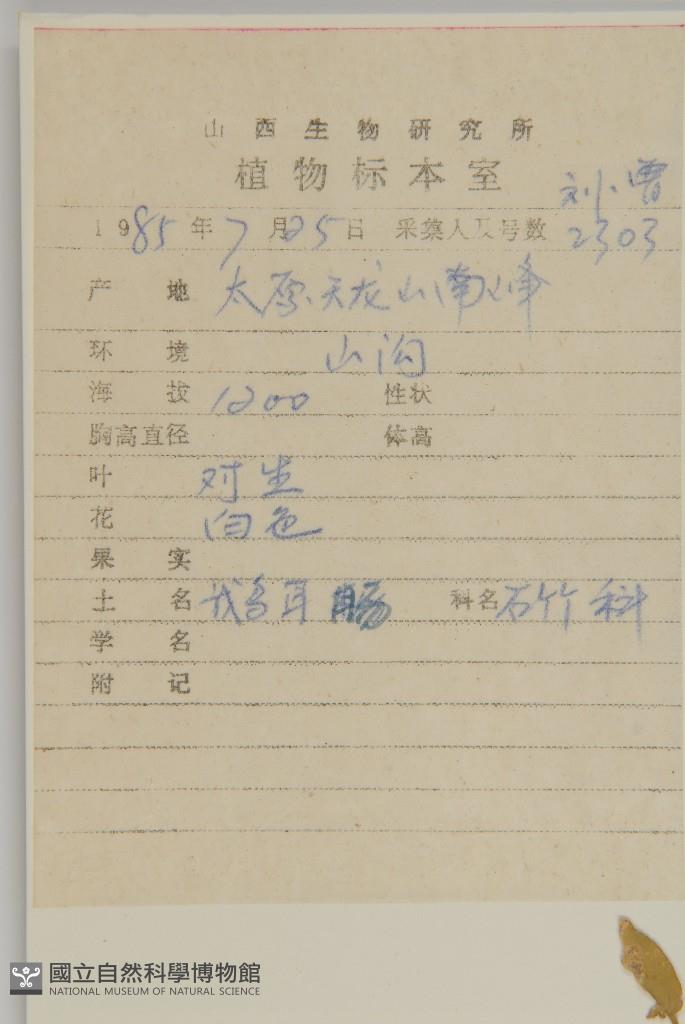 山西生物研究所
植物标本室
1985年7月25日 采集人及号数 刘、曾 2303
产地 太原天龙山南峰
环境 山沟
海拔 1200 性状
胸高直径 体高
叶 对生
花 白色
果实
土名 鹅耳肠 科名 石竹科
学名
附记
國立自然科學博物館
NATIONAL MUSEUM OF NATURAL SCIENCE